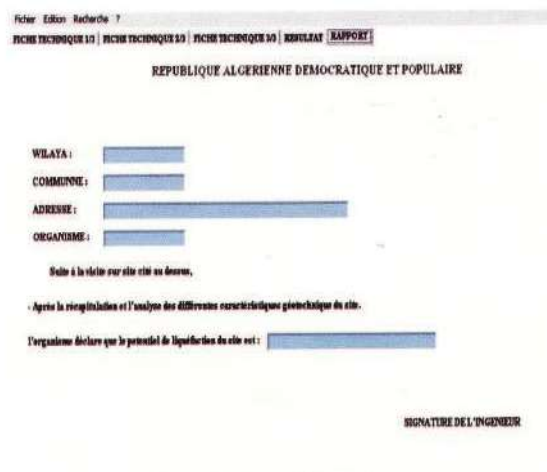 Fichier Edition Recherche ?
FICHE TECHNIQUE 1/3 FICHE TECHNIQUE 2/3 FICHE TECHNIQUE 3/3 RESULTAT RAPPORT
REPUBLIQUE ALGERIENNE DEMOCRATIQUE ET POPULAIRE
WILAYA :
COMMUNNE :
ADRESSE :
ORGANISME :
Suite à la visite sur site cité au dessus,
- Après la récapitulation et l'analyse des différentes caractéristiques géotechnique du site.
l'organisme déclare que le potentiel de liquéfaction du site est :
SIGNATURE DE L'INGENIEUR